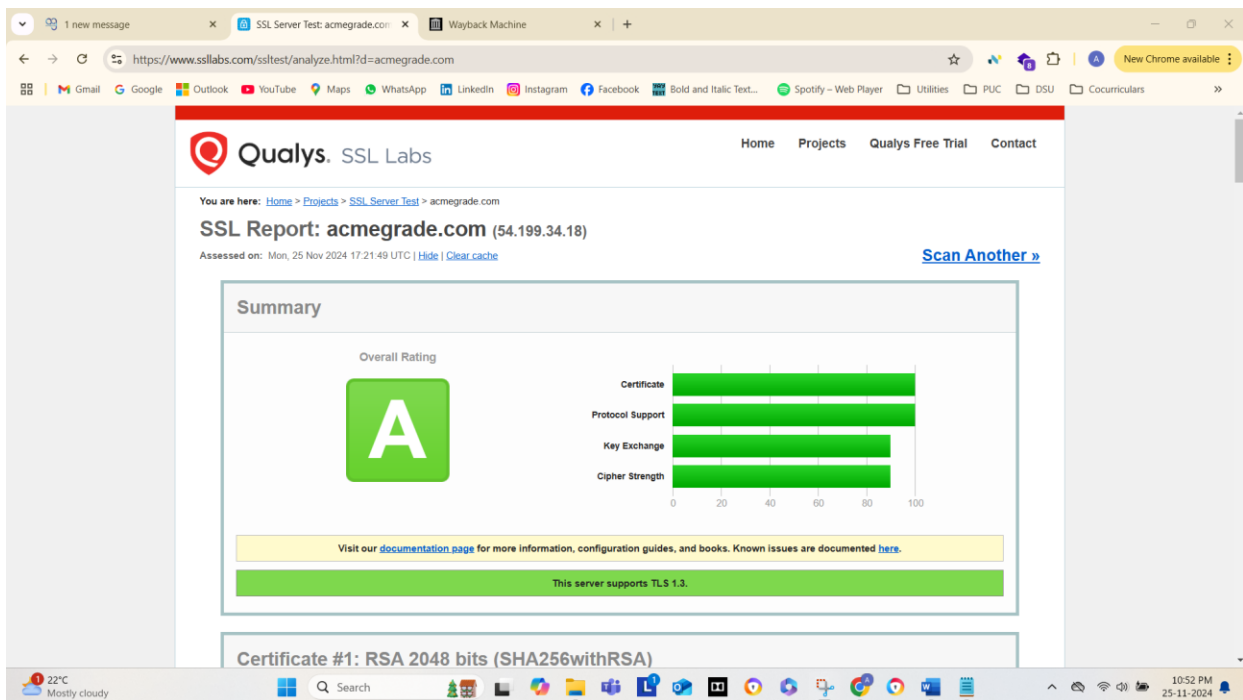 1 new message
SSL Server Test: acmegrade.com
Wayback Machine
https://www.ssllabs.com/ssltest/analyze.html?d=acmegrade.com
A
New Chrome available
Gmail
Google
Outlook
YouTube
Maps
WhatsApp
LinkedIn
Instagram
Facebook
Bold and Italic Text...
Spotify – Web Player
Utilities
PUC
DSU
Cocurriculars
»
Qualys. SSL Labs
Home Projects Qualys Free Trial Contact
You are here: Home > Projects > SSL Server Test > acmegrade.com
SSL Report: acmegrade.com (54.199.34.18)
Assessed on: Mon, 25 Nov 2024 17:21:49 UTC | Hide | Clear cache
Scan Another »
Summary
Overall Rating
A
Certificate
Protocol Support
Key Exchange
Cipher Strength
0 20 40 60 80 100
Visit our documentation page for more information, configuration guides, and books. Known issues are documented here.
This server supports TLS 1.3.
Certificate #1: RSA 2048 bits (SHA256withRSA)
1
22°C
Mostly cloudy
Search
10:52 PM
25-11-2024